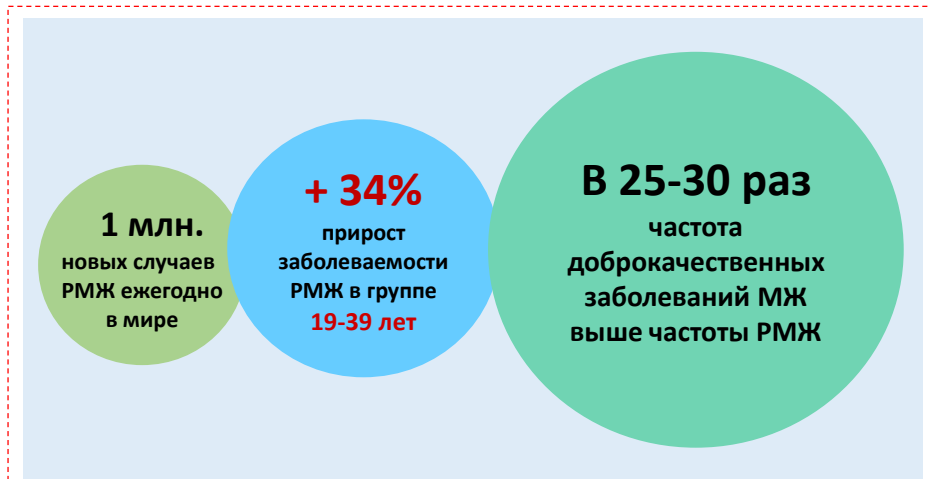 1 млн.
новых случаев
РМЖ ежегодно
в мире
+ 34%
прирост
заболеваемости
РМЖ в группе
19-39 лет
В 25-30 раз
частота
доброкачественных
заболеваний МЖ
выше частоты РМЖ